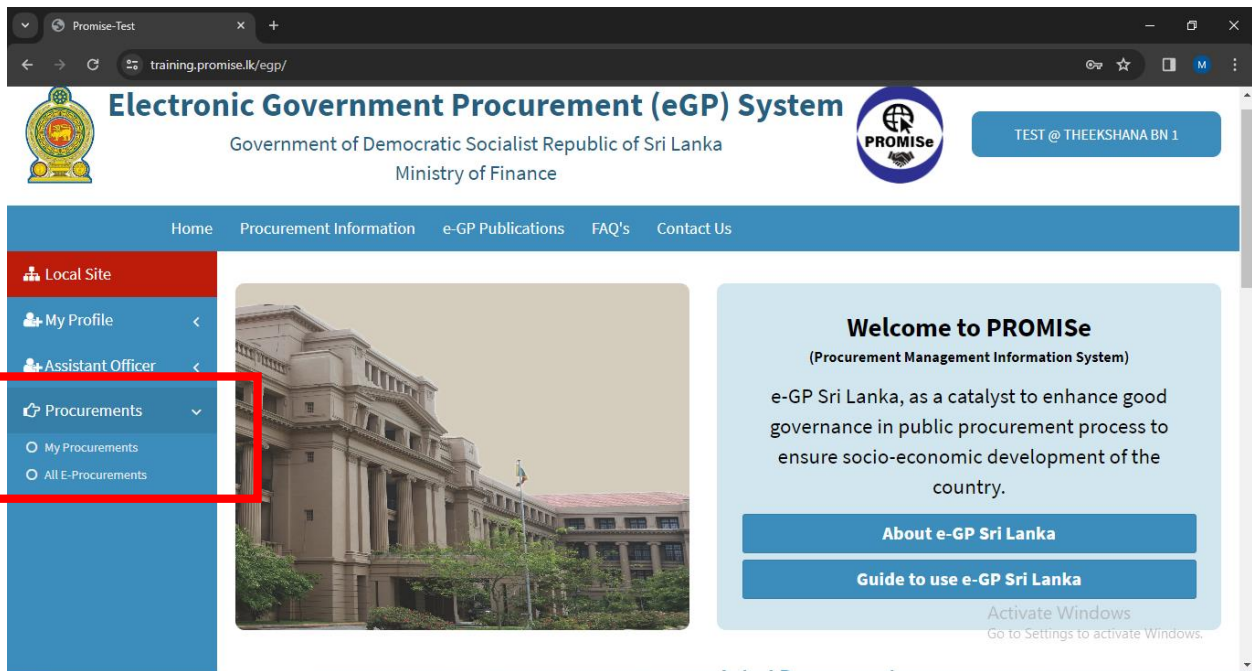 Promise-Test
training.promise.lk/egp/
M
Electronic Government Procurement (eGP) System
Government of Democratic Socialist Republic of Sri Lanka
Ministry of Finance
PROMISe
TEST @ THEEKSHANA BN 1
Home Procurement Information e-GP Publications FAQ's Contact Us
Local Site
My Profile
Assistant Officer
Procurements
My Procurements
All E-Procurements
Welcome to PROMISe
(Procurement Management Information System)
e-GP Sri Lanka, as a catalyst to enhance good
governance in public procurement process to
ensure socio-economic development of the
country.
About e-GP Sri Lanka
Guide to use e-GP Sri Lanka
Activate Windows
Go to Settings to activate Windows.